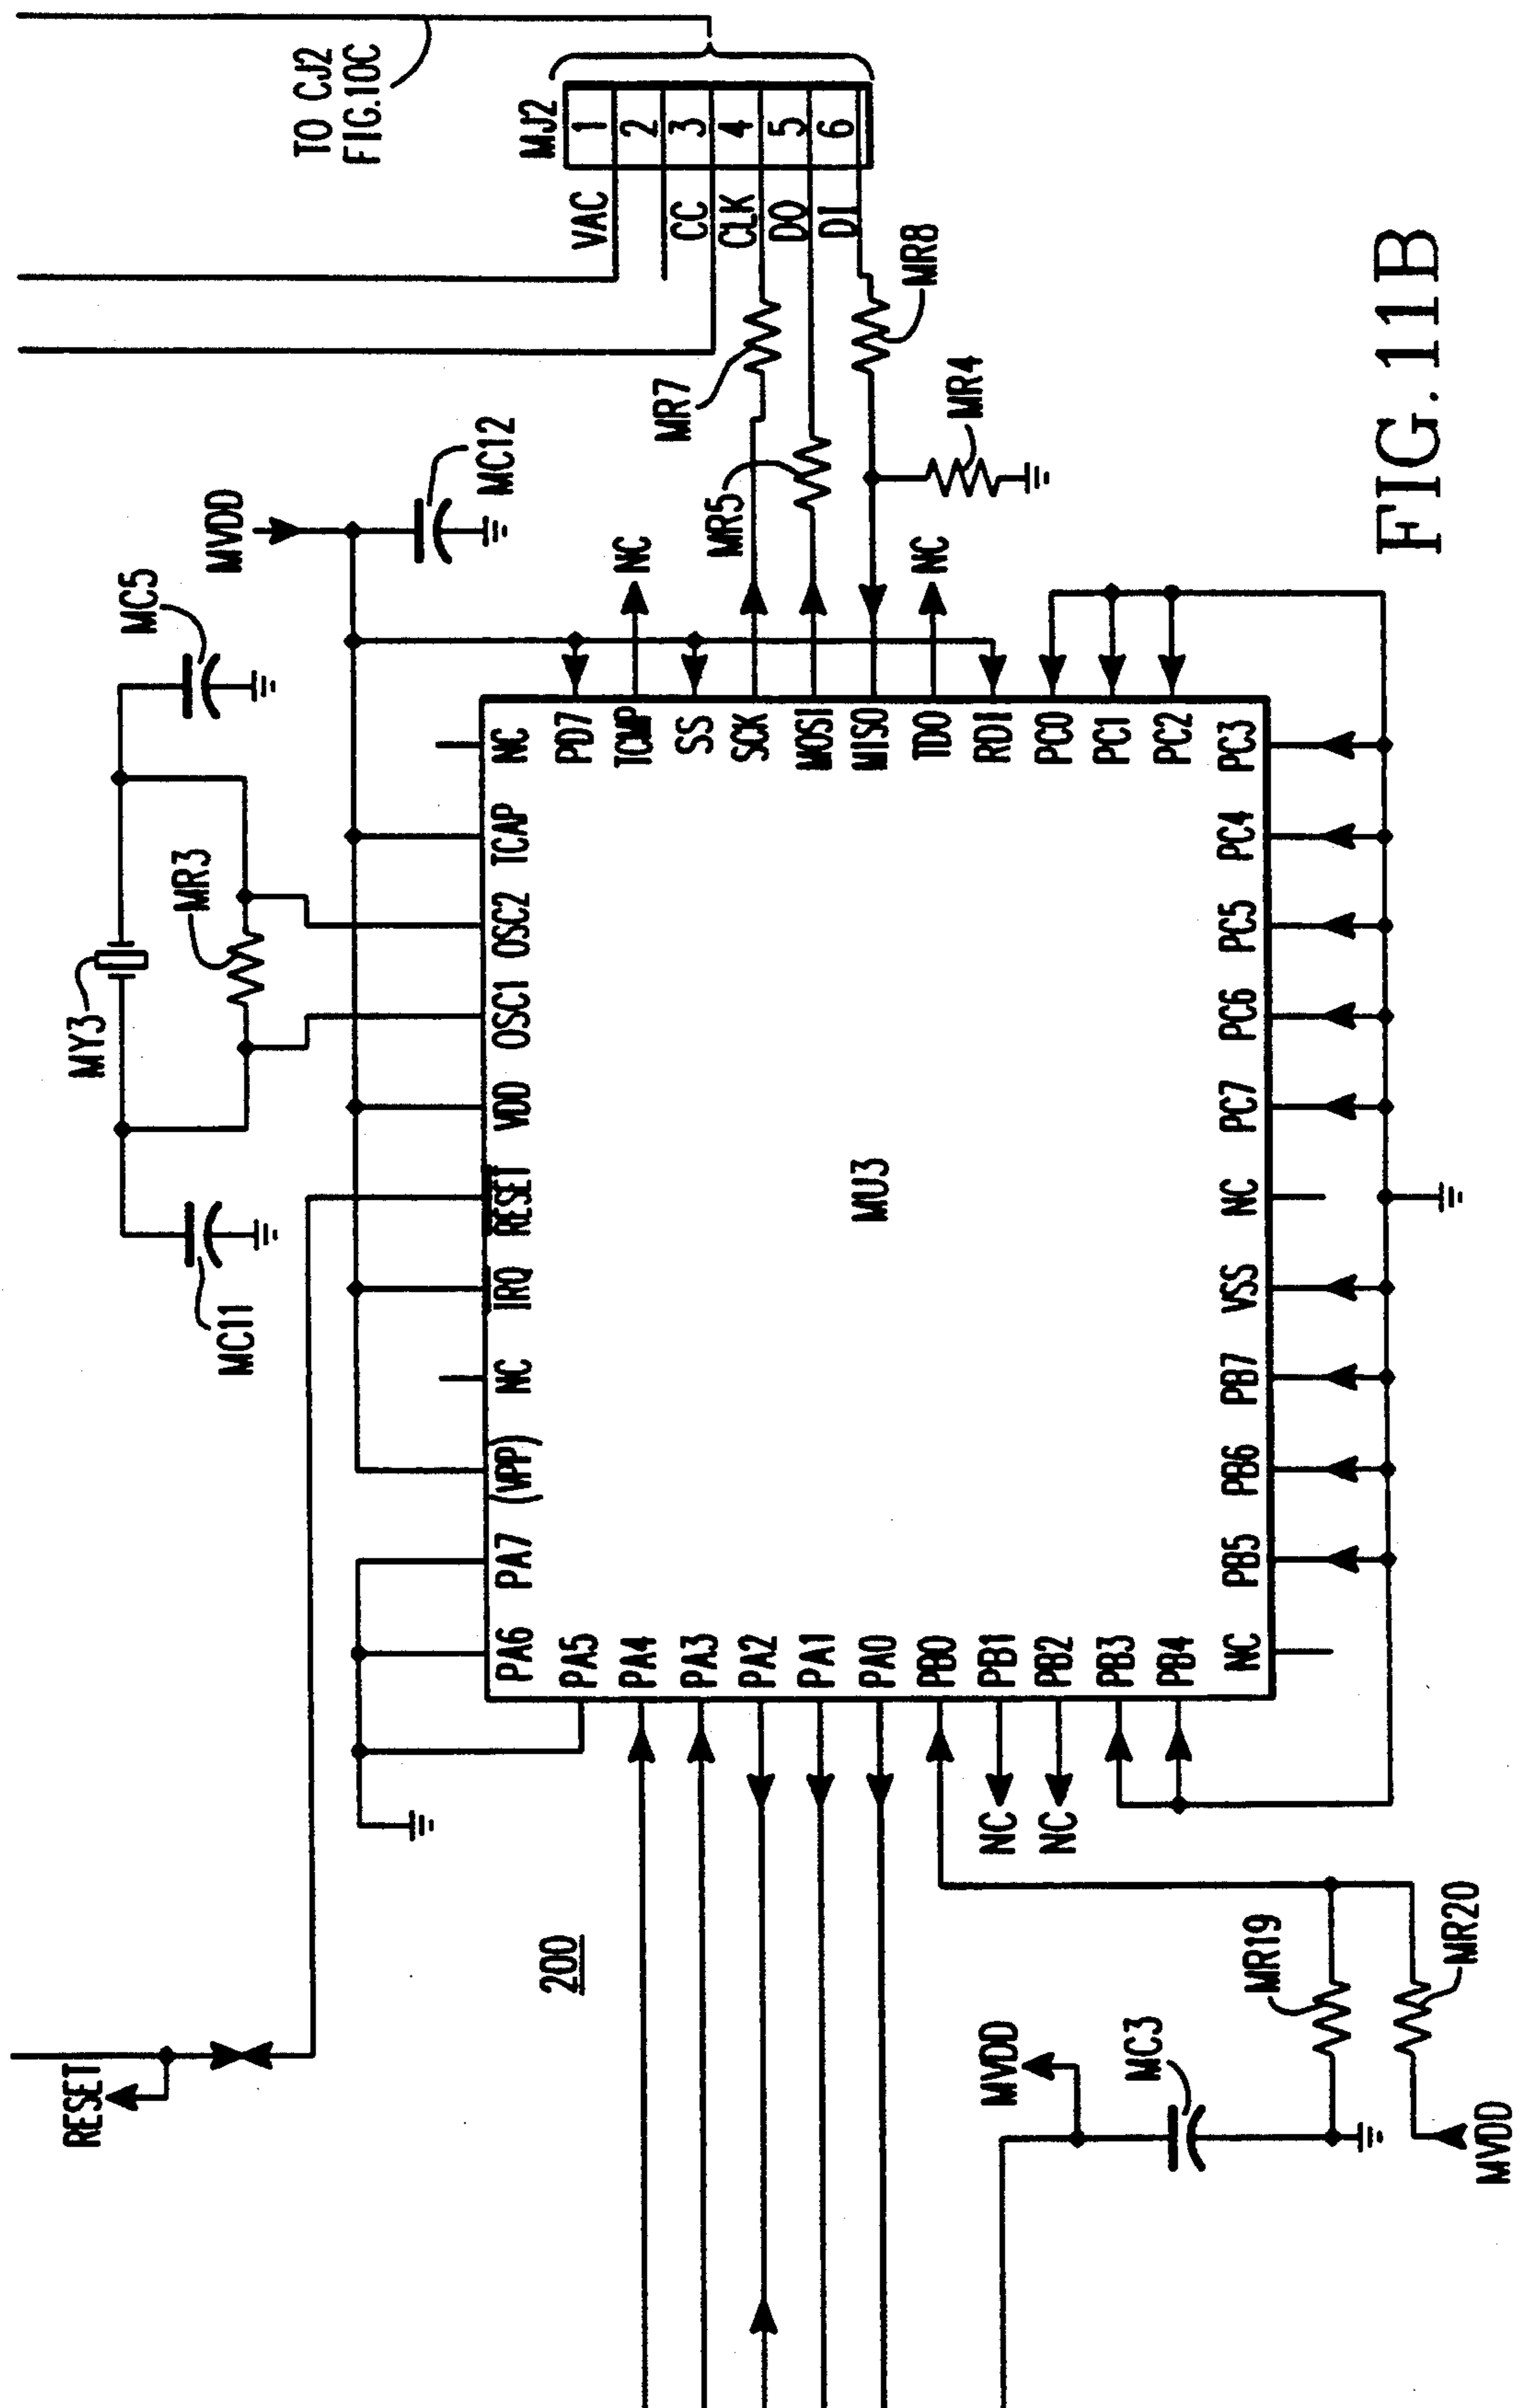 TO CJ2
FIG.10C
MJ2
1
2
3
4
5
6
VAC
CC
CLK
DO
DI
MR7
MR8
MR5
MR4
MVDD
MC12
MC5
MY3
MR3
MC11
NC
NC
(VPP)
NC
IRQ
RESET
VDD
OSC1
OSC2
TCAP
NC
PD7
TCMP
SS
SCK
MOSI
MISO
TDO
RDI
PC0
PC1
PC2
PA7
PA6
PA5
PA4
PA3
PA2
PA1
PA0
PB0
PB1
PB2
PB3
PB4
MU3
NC
PB5
PB6
PB7
VSS
NC
PC7
PC6
PC5
PC4
PC3
NC
NC
RESET
200
MVDD
MC3
MR19
MR20
MVDD
FIG. 11B